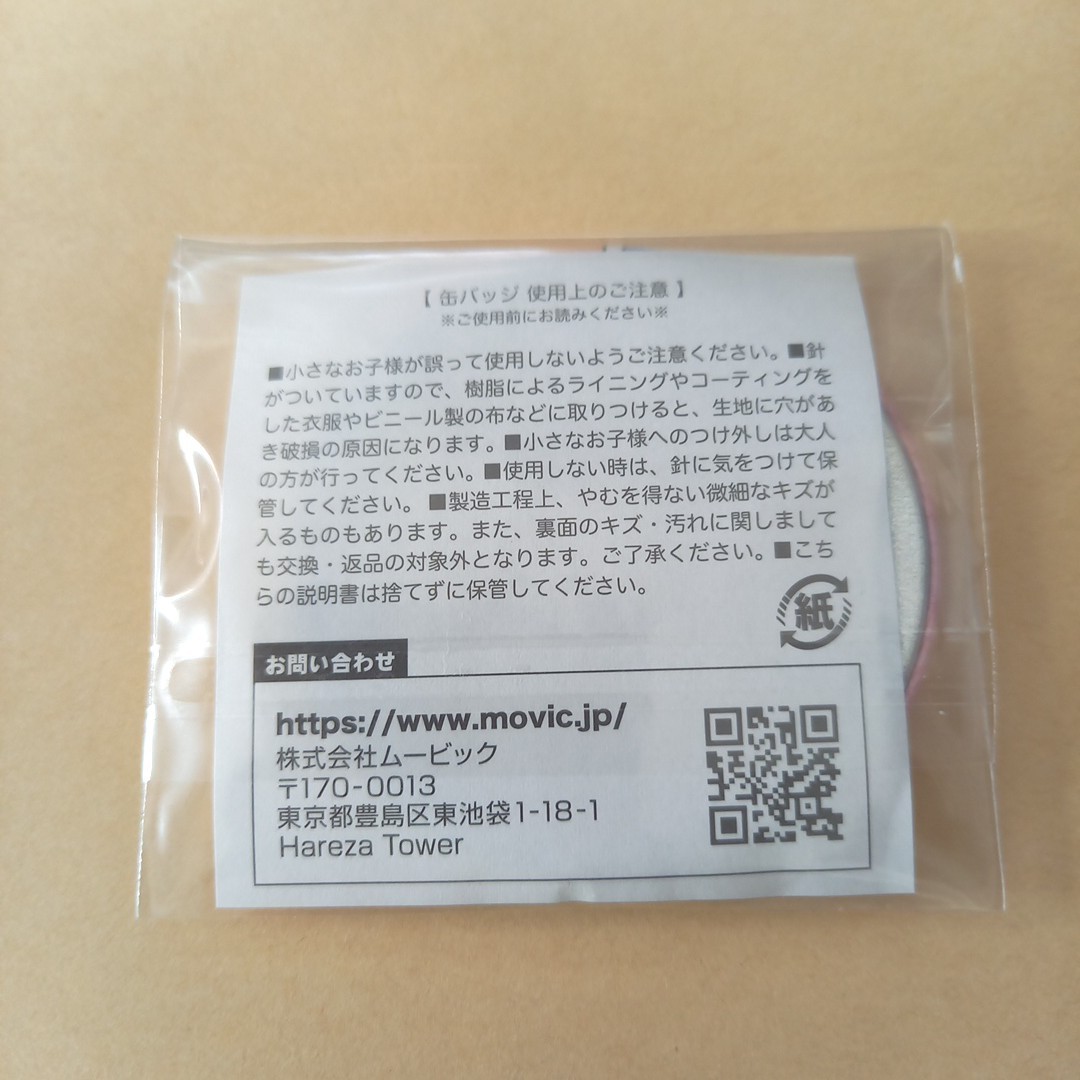 【 缶バッジ 使用上のご注意 】
※ご使用前にお読みください※
■小さなお子様が誤って使用しないようご注意ください。■針
がついていますので、樹脂によるライニングやコーティングを
した衣服やビニール製の布などに取りつけると、生地に穴があ
き破損の原因になります。■小さなお子様へのつけ外しは大人
の方が行ってください。■使用しない時は、針に気をつけて保
管してください。■製造工程上、やむを得ない微細なキズが
入るものもあります。また、裏面のキズ・汚れに関しまして
も交換・返品の対象外となります。ご了承ください。■こち
らの説明書は捨てずに保管してください。
紙
お問い合わせ
https://www.movic.jp/
株式会社ムービック
〒170-0013
東京都豊島区東池袋1-18-1
Hareza Tower